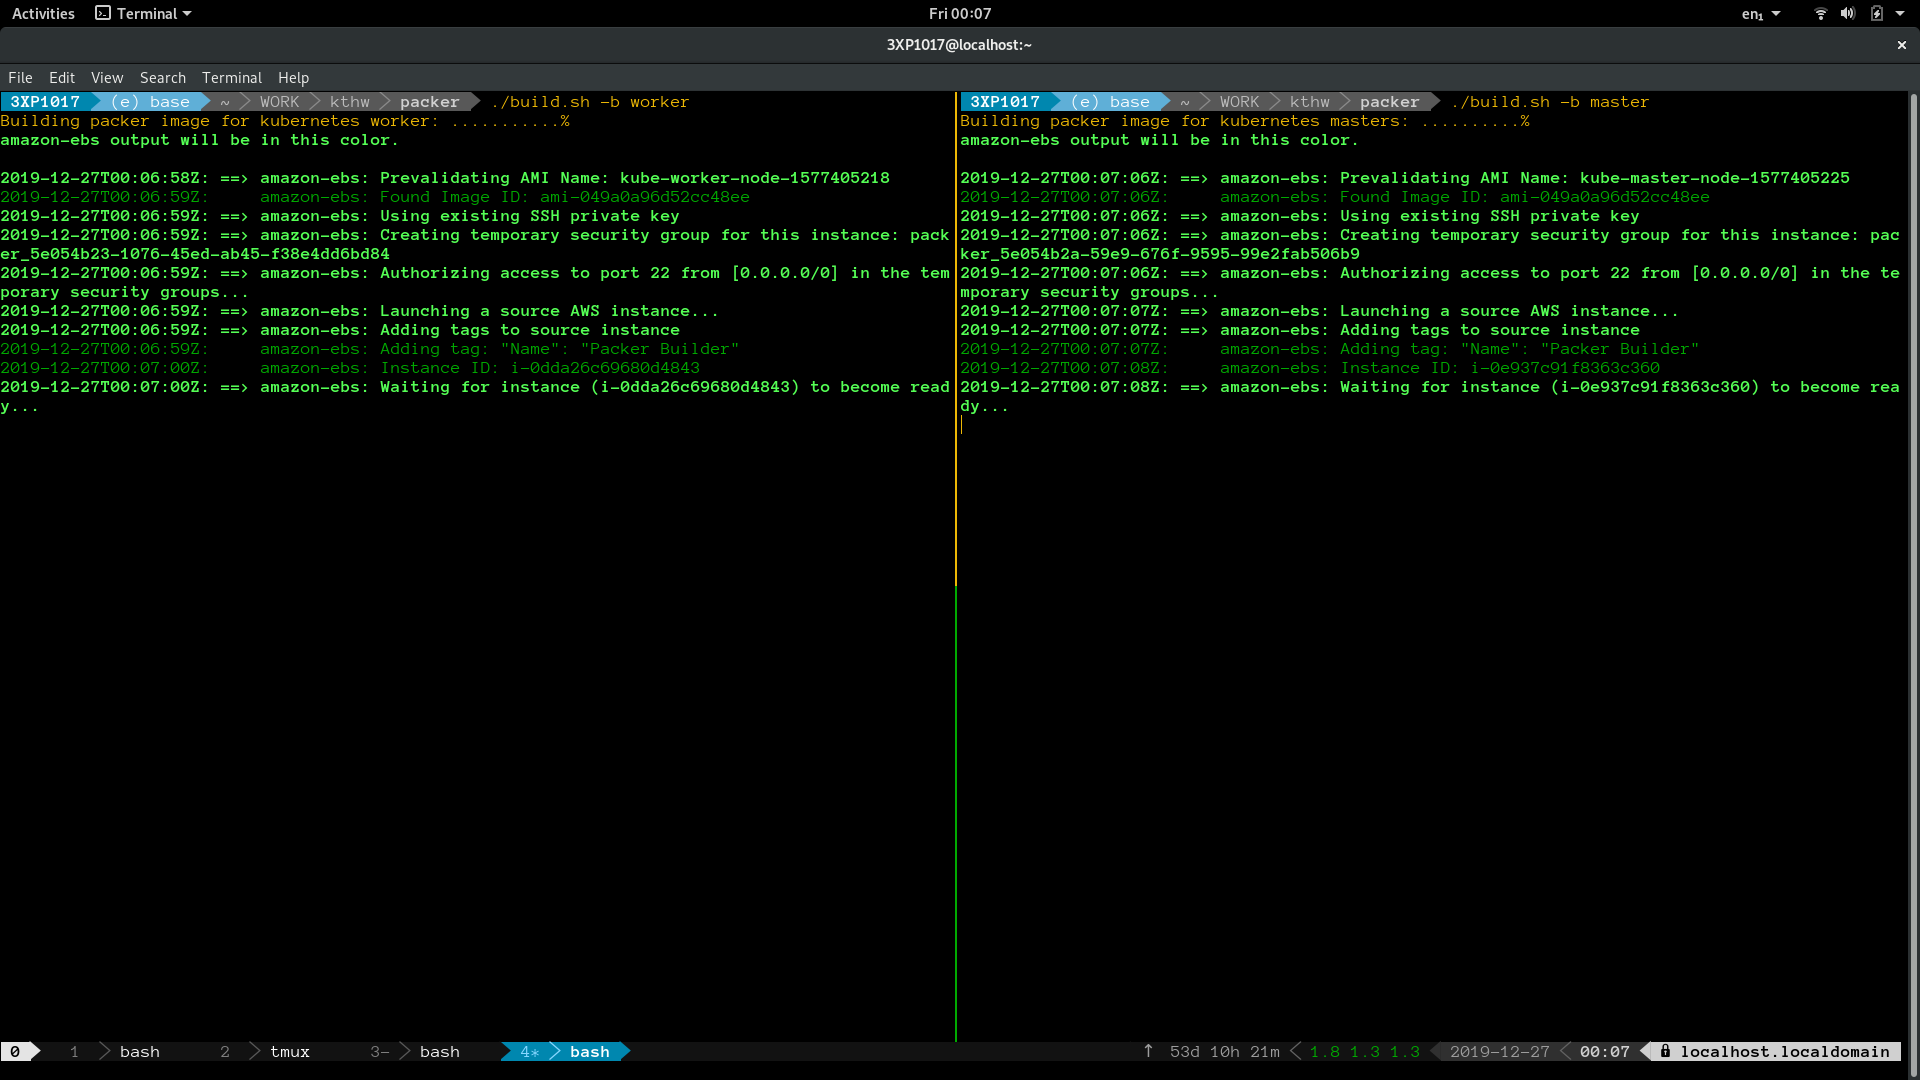 Activities Terminal Fri 00:07 en₁
3XP1017@localhost:~ ×
File Edit View Search Terminal Help
3XP1017 (e) base ~ WORK kthw packer ./build.sh -b worker
Building packer image for kubernetes worker: ...........%
amazon-ebs output will be in this color.
2019-12-27T00:06:58Z: ==> amazon-ebs: Prevalidating AMI Name: kube-worker-node-1577405218
2019-12-27T00:06:59Z: amazon-ebs: Found Image ID: ami-049a0a96d52cc48ee
2019-12-27T00:06:59Z: ==> amazon-ebs: Using existing SSH private key
2019-12-27T00:06:59Z: ==> amazon-ebs: Creating temporary security group for this instance: pack
er_5e054b23-1076-45ed-ab45-f38e4dd6bd84
2019-12-27T00:06:59Z: ==> amazon-ebs: Authorizing access to port 22 from [0.0.0.0/0] in the tem
porary security groups...
2019-12-27T00:06:59Z: ==> amazon-ebs: Launching a source AWS instance...
2019-12-27T00:06:59Z: ==> amazon-ebs: Adding tags to source instance
2019-12-27T00:06:59Z: amazon-ebs: Adding tag: "Name": "Packer Builder"
2019-12-27T00:06:59Z: amazon-ebs: Instance ID: i-0dda26c69680d4843
2019-12-27T00:07:00Z: ==> amazon-ebs: Waiting for instance (i-0dda26c69680d4843) to become read
y...
3XP1017 (e) base ~ WORK kthw packer ./build.sh -b master
Building packer image for kubernetes masters: ..........%
amazon-ebs output will be in this color.
2019-12-27T00:07:06Z: ==> amazon-ebs: Prevalidating AMI Name: kube-master-node-1577405225
2019-12-27T00:07:06Z: amazon-ebs: Found Image ID: ami-049a0a96d52cc48ee
2019-12-27T00:07:06Z: ==> amazon-ebs: Using existing SSH private key
2019-12-27T00:07:06Z: ==> amazon-ebs: Creating temporary security group for this instance: pac
ker_5e054b2a-59e9-676f-9595-99e2fab506b9
2019-12-27T00:07:06Z: ==> amazon-ebs: Authorizing access to port 22 from [0.0.0.0/0] in the te
mporary security groups...
2019-12-27T00:07:07Z: ==> amazon-ebs: Launching a source AWS instance...
2019-12-27T00:07:07Z: ==> amazon-ebs: Adding tags to source instance
2019-12-27T00:07:07Z: amazon-ebs: Adding tag: "Name": "Packer Builder"
2019-12-27T00:07:08Z: amazon-ebs: Instance ID: i-0e937c91f8363c360
2019-12-27T00:07:08Z: ==> amazon-ebs: Waiting for instance (i-0e937c91f8363c360) to become rea
dy...
0 1 bash 2 tmux 3- bash 4* bash ↑ 53d 10h 21m 1.8 1.3 1.3 2019-12-27 00:07 localhost.localdomain